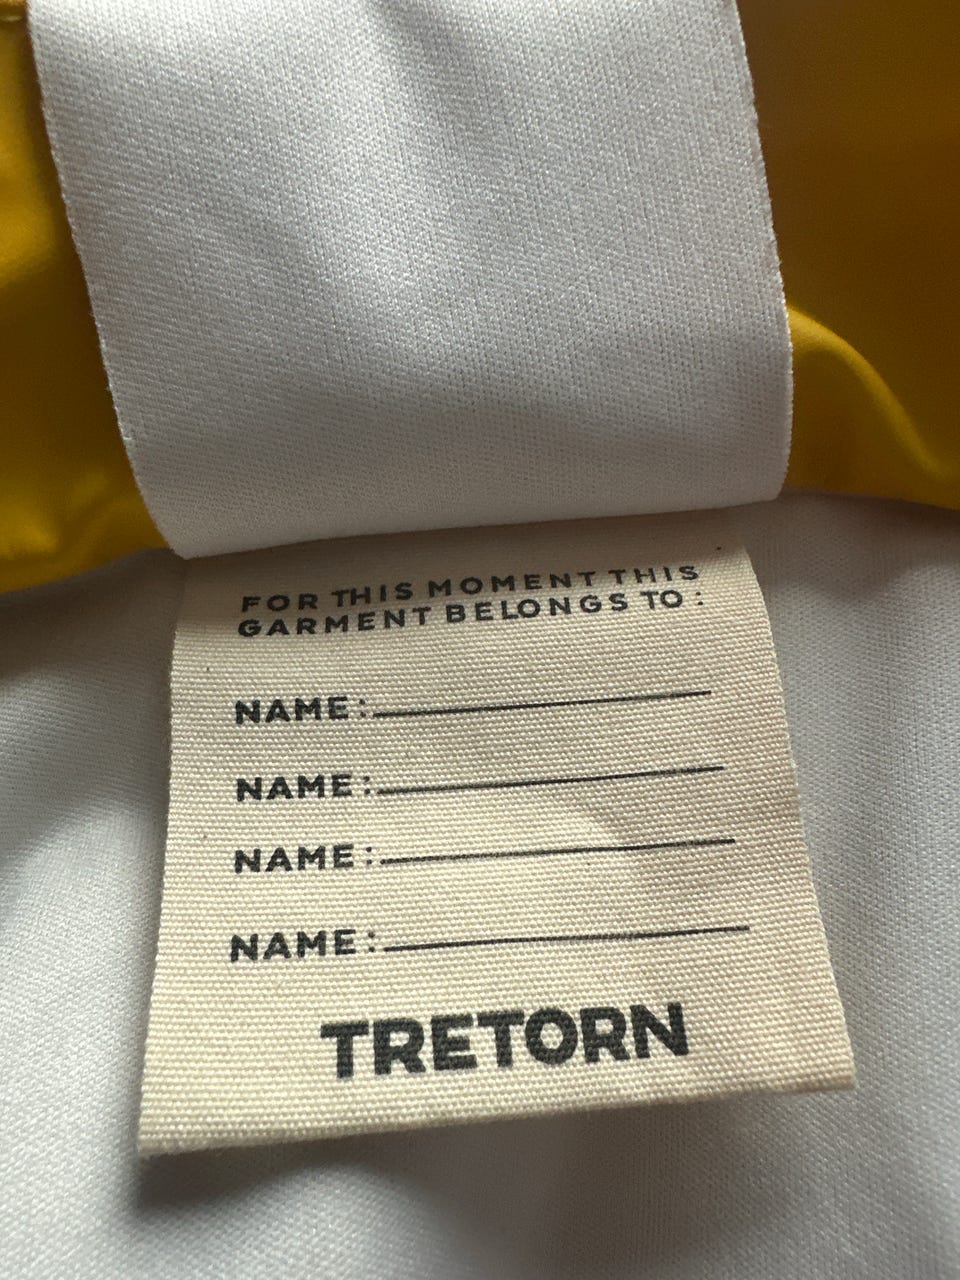 FOR THIS MOMENT THIS
GARMENT BELONGS TO :
NAME :
NAME :
NAME :
NAME :
TRETORN